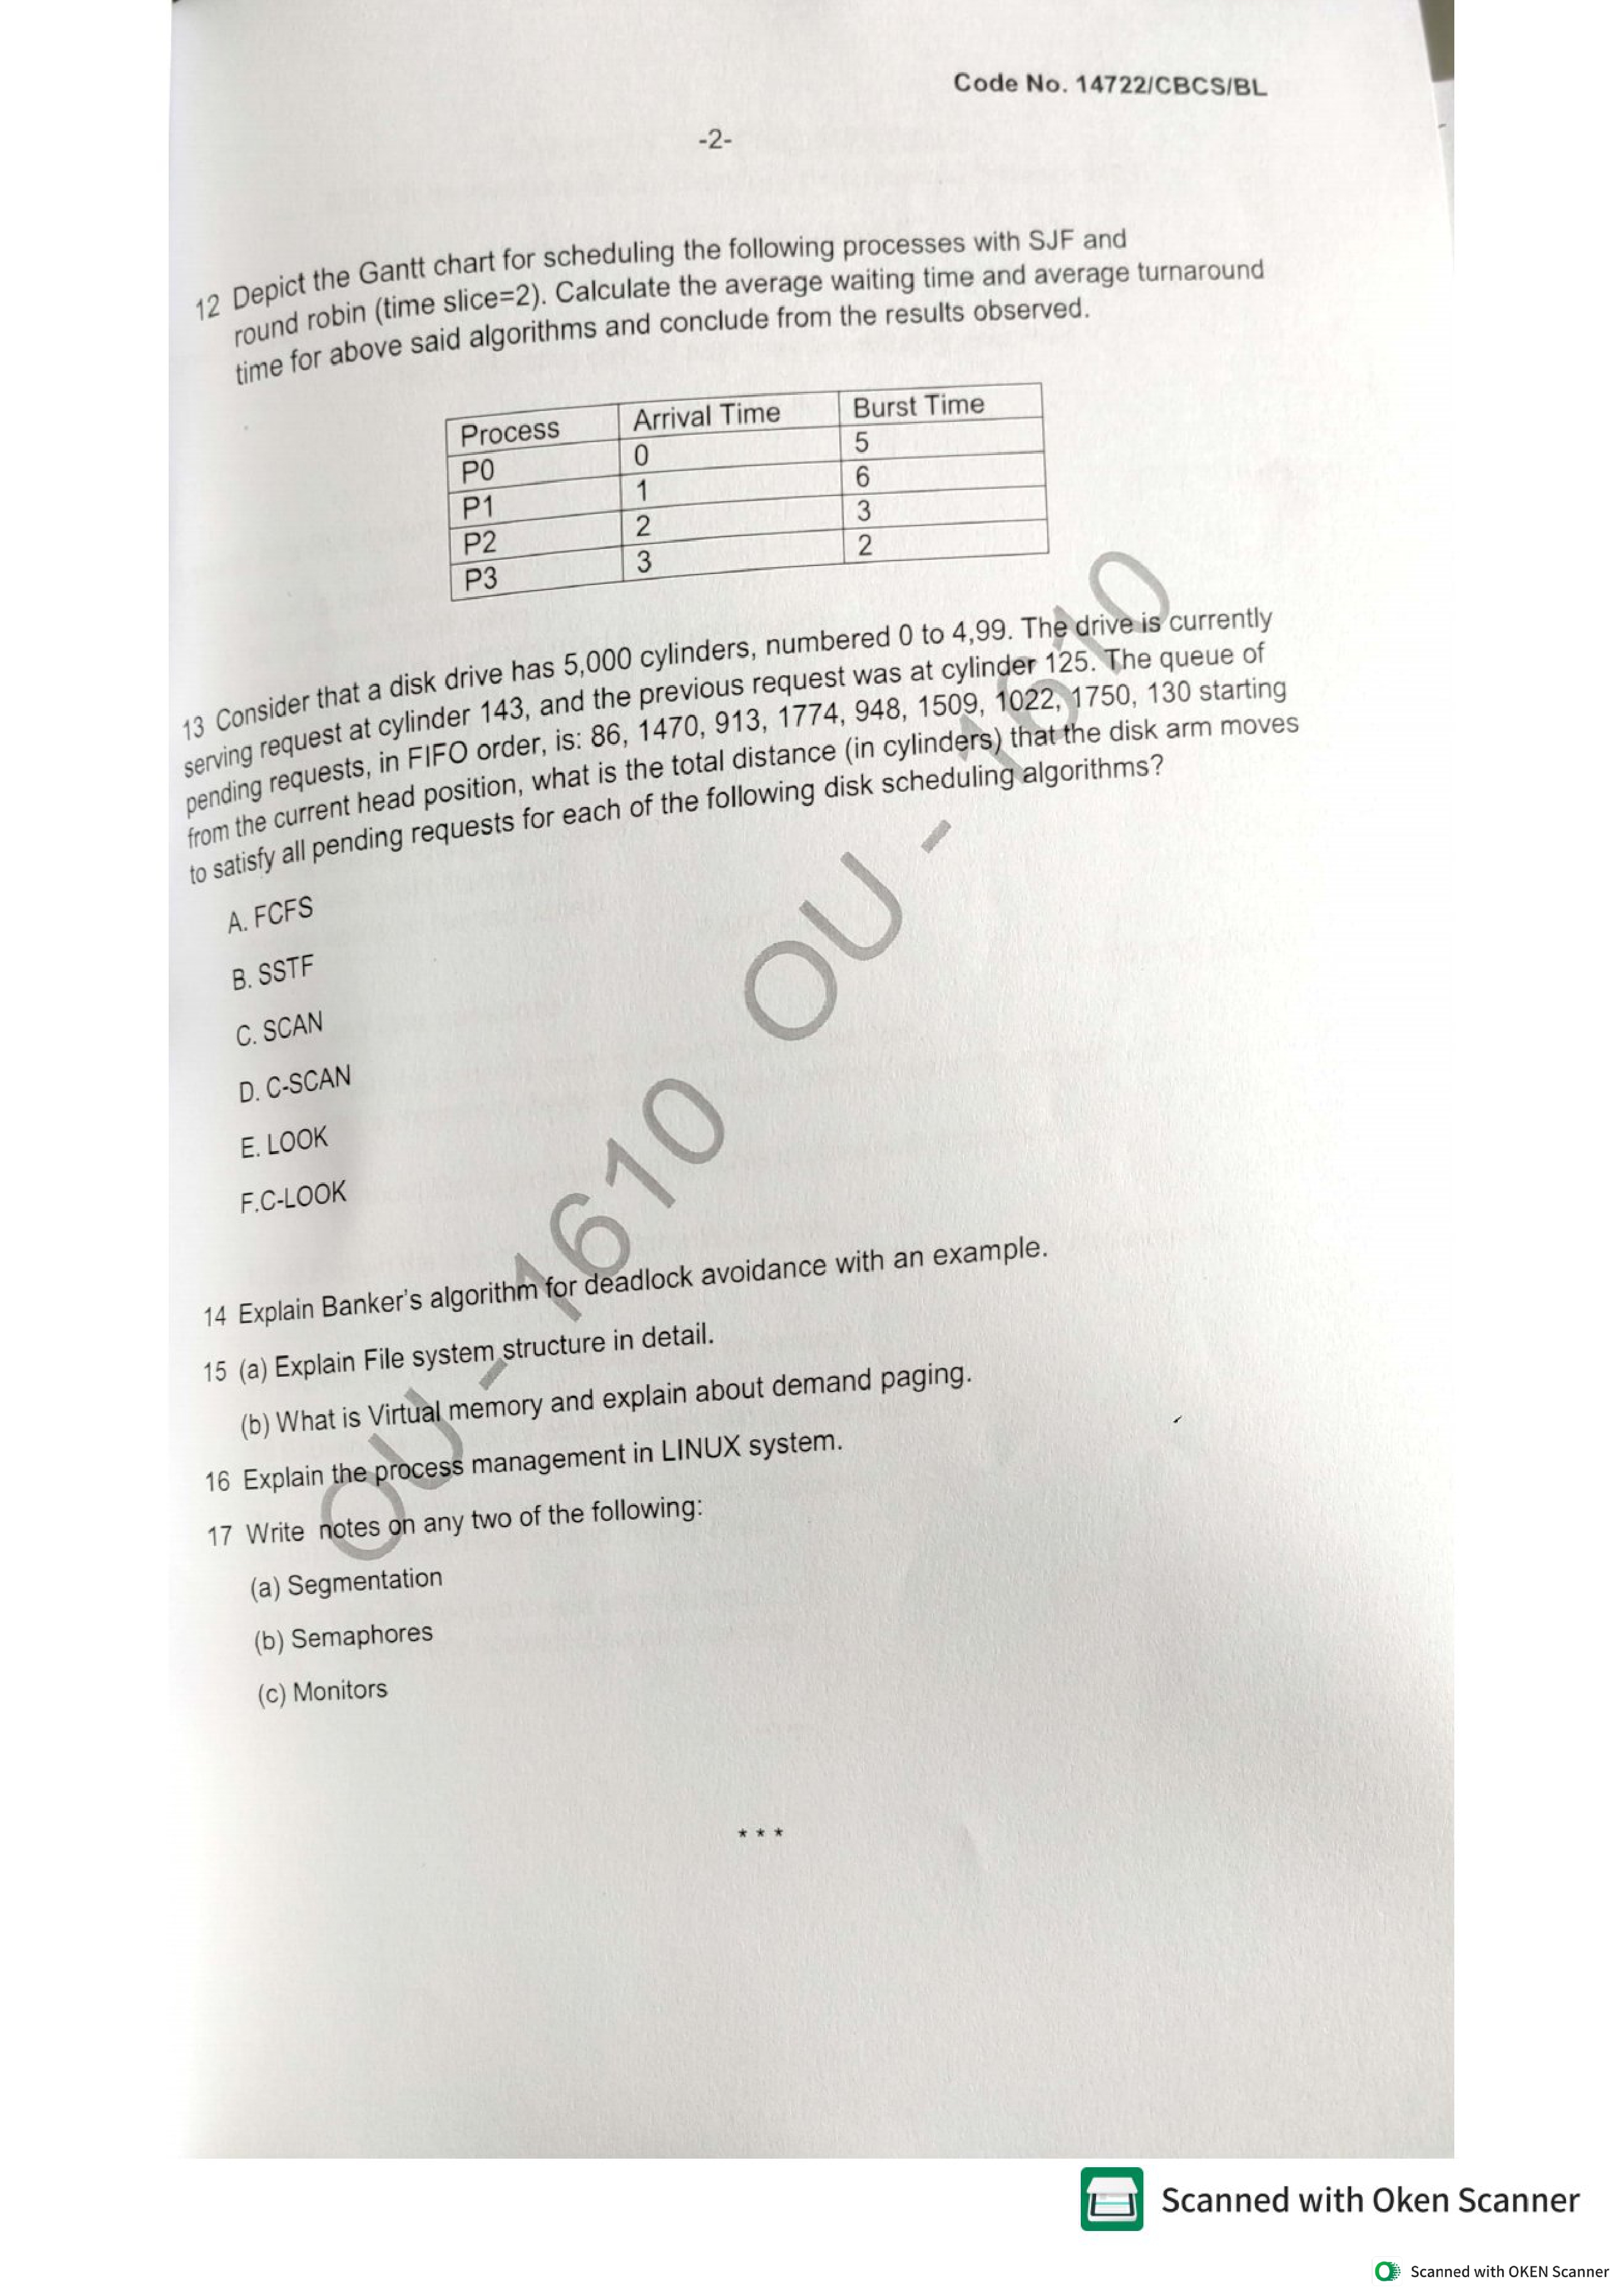 Code No. 14722/CBCS/BL
-2-
12 Depict the Gantt chart for scheduling the following processes with SJF and
round robin (time slice=2). Calculate the average waiting time and average turnaround
time for above said algorithms and conclude from the results observed.
Process Arrival Time Burst Time
P0 0 5
P1 1 6
P2 2 3
P3 3 2
13 Consider that a disk drive has 5,000 cylinders, numbered 0 to 4,99. The drive is currently
serving request at cylinder 143, and the previous request was at cylinder 125. The queue of
pending requests, in FIFO order, is: 86, 1470, 913, 1774, 948, 1509, 1022, 1750, 130 starting
from the current head position, what is the total distance (in cylinders) that the disk arm moves
to satisfy all pending requests for each of the following disk scheduling algorithms?
A. FCFS
B. SSTF
C. SCAN
D. C-SCAN
E. LOOK
F.C-LOOK
14 Explain Banker's algorithm for deadlock avoidance with an example.
15 (a) Explain File system structure in detail.
(b) What is Virtual memory and explain about demand paging.
16 Explain the process management in LINUX system.
17 Write notes on any two of the following:
(a) Segmentation
(b) Semaphores
(c) Monitors
* * *
OU - 1610 OU - 1610
Scanned with Oken Scanner
Scanned with OKEN Scanner